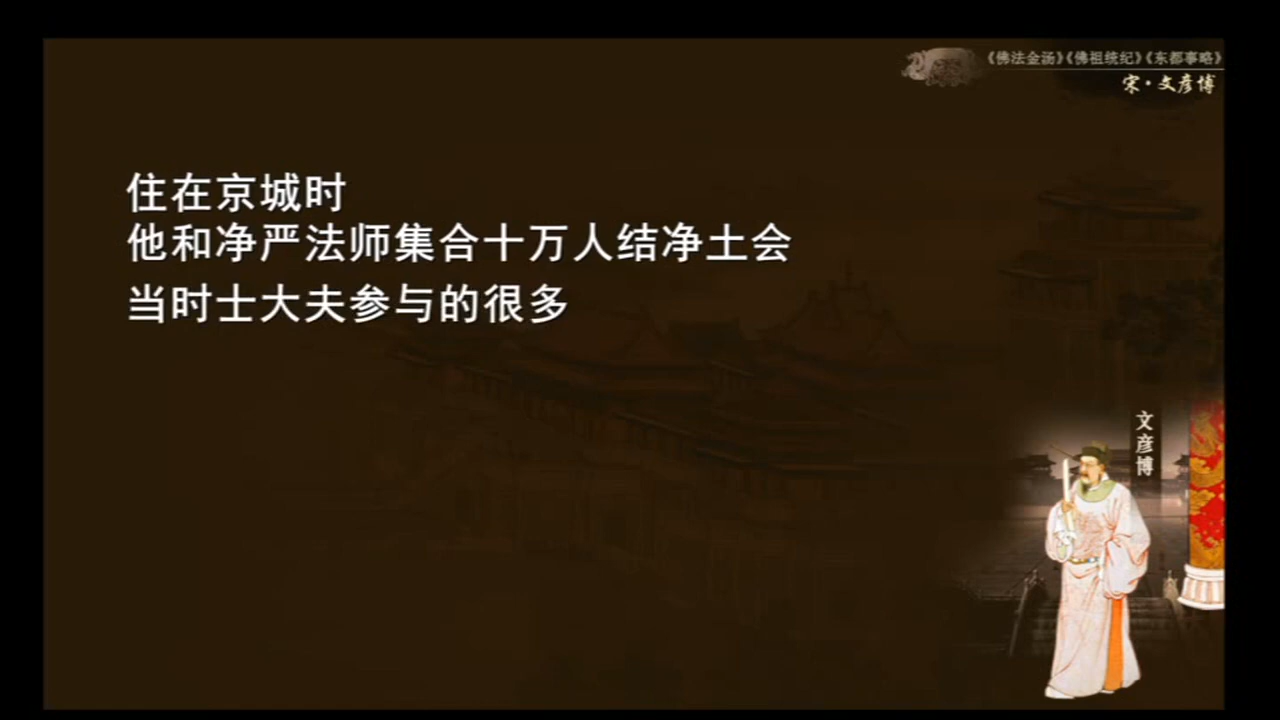 《佛法金汤》《佛祖统纪》《东都事略》
宋·文彦博
住在京城时
他和净严法师集合十万人结净土会
当时士大夫参与的很多
文彦博